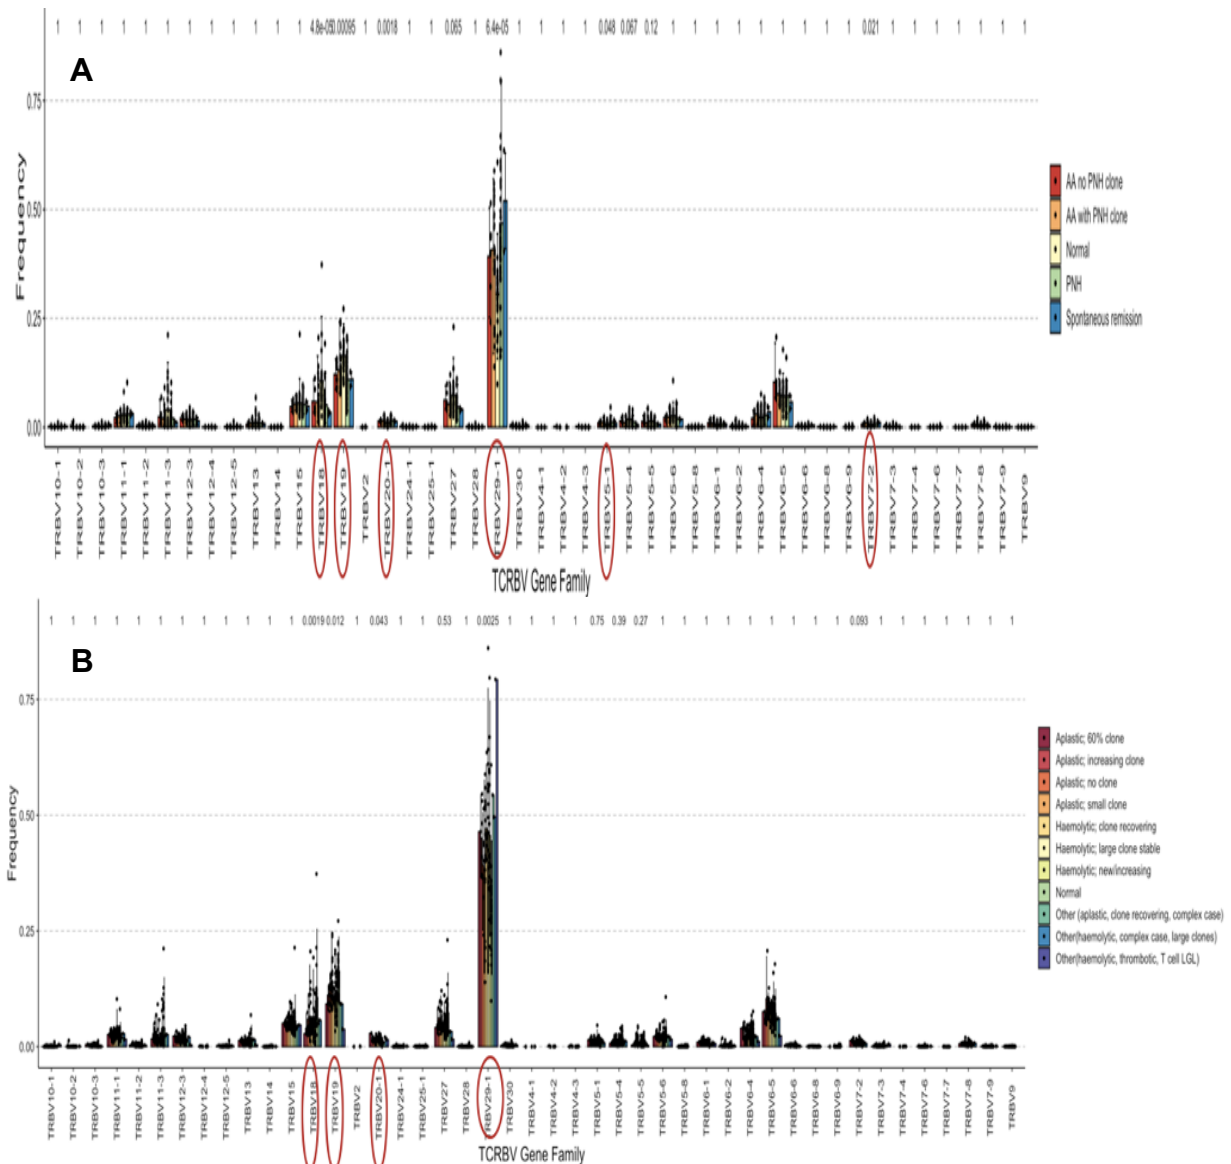 1 1 1 1 1 1 1 1 1 1 1 1 4.8e-05 0.00095 1 0.0018 1 1 0.065 1 6.4e-05 1 1 1 1 0.048 0.067 0.12 1 1 1 1 1 1 1 1 1 0.021 1 1 1 1 1 1 1
A
Frequency
0.75
0.50
0.25
0.00
AA no PNH clone
AA with PNH clone
Normal
PNH
Spontaneous remission
TRBV10-1 TRBV10-2 TRBV10-3 TRBV11-1 TRBV11-2 TRBV11-3 TRBV12-3 TRBV12-4 TRBV12-5 TRBV13 TRBV14 TRBV15 TRBV18 TRBV19 TRBV2 TRBV20-1 TRBV24-1 TRBV25-1 TRBV27 TRBV28 TRBV29-1 TRBV30 TRBV4-1 TRBV4-2 TRBV4-3 TRBV5-1 TRBV5-4 TRBV5-5 TRBV5-6 TRBV5-8 TRBV6-1 TRBV6-2 TRBV6-4 TRBV6-5 TRBV6-6 TRBV6-8 TRBV6-9 TRBV7-2 TRBV7-3 TRBV7-4 TRBV7-6 TRBV7-7 TRBV7-8 TRBV7-9 TRBV9
TCRBV Gene Family
1 1 1 1 1 1 1 1 1 1 1 1 0.0019 0.012 1 0.043 1 1 0.53 1 0.0025 1 1 1 1 0.75 0.39 0.27 1 1 1 1 1 1 1 1 1 0.093 1 1 1 1 1 1 1
B
Frequency
0.75
0.50
0.25
0.00
Aplastic; 60% clone
Aplastic; increasing clone
Aplastic; no clone
Aplastic; small clone
Haemolytic; clone recovering
Haemolytic; large clone stable
Haemolytic; new/increasing
Normal
Other (aplastic, clone recovering, complex case)
Other(haemolytic, complex case, large clones)
Other(haemolytic, thrombotic, T cell LGL)
TRBV10-1 TRBV10-2 TRBV10-3 TRBV11-1 TRBV11-2 TRBV11-3 TRBV12-3 TRBV12-4 TRBV12-5 TRBV13 TRBV14 TRBV15 TRBV18 TRBV19 TRBV2 TRBV20-1 TRBV24-1 TRBV25-1 TRBV27 TRBV28 TRBV29-1 TRBV30 TRBV4-1 TRBV4-2 TRBV4-3 TRBV5-1 TRBV5-4 TRBV5-5 TRBV5-6 TRBV5-8 TRBV6-1 TRBV6-2 TRBV6-4 TRBV6-5 TRBV6-6 TRBV6-8 TRBV6-9 TRBV7-2 TRBV7-3 TRBV7-4 TRBV7-6 TRBV7-7 TRBV7-8 TRBV7-9 TRBV9
TCRBV Gene Family